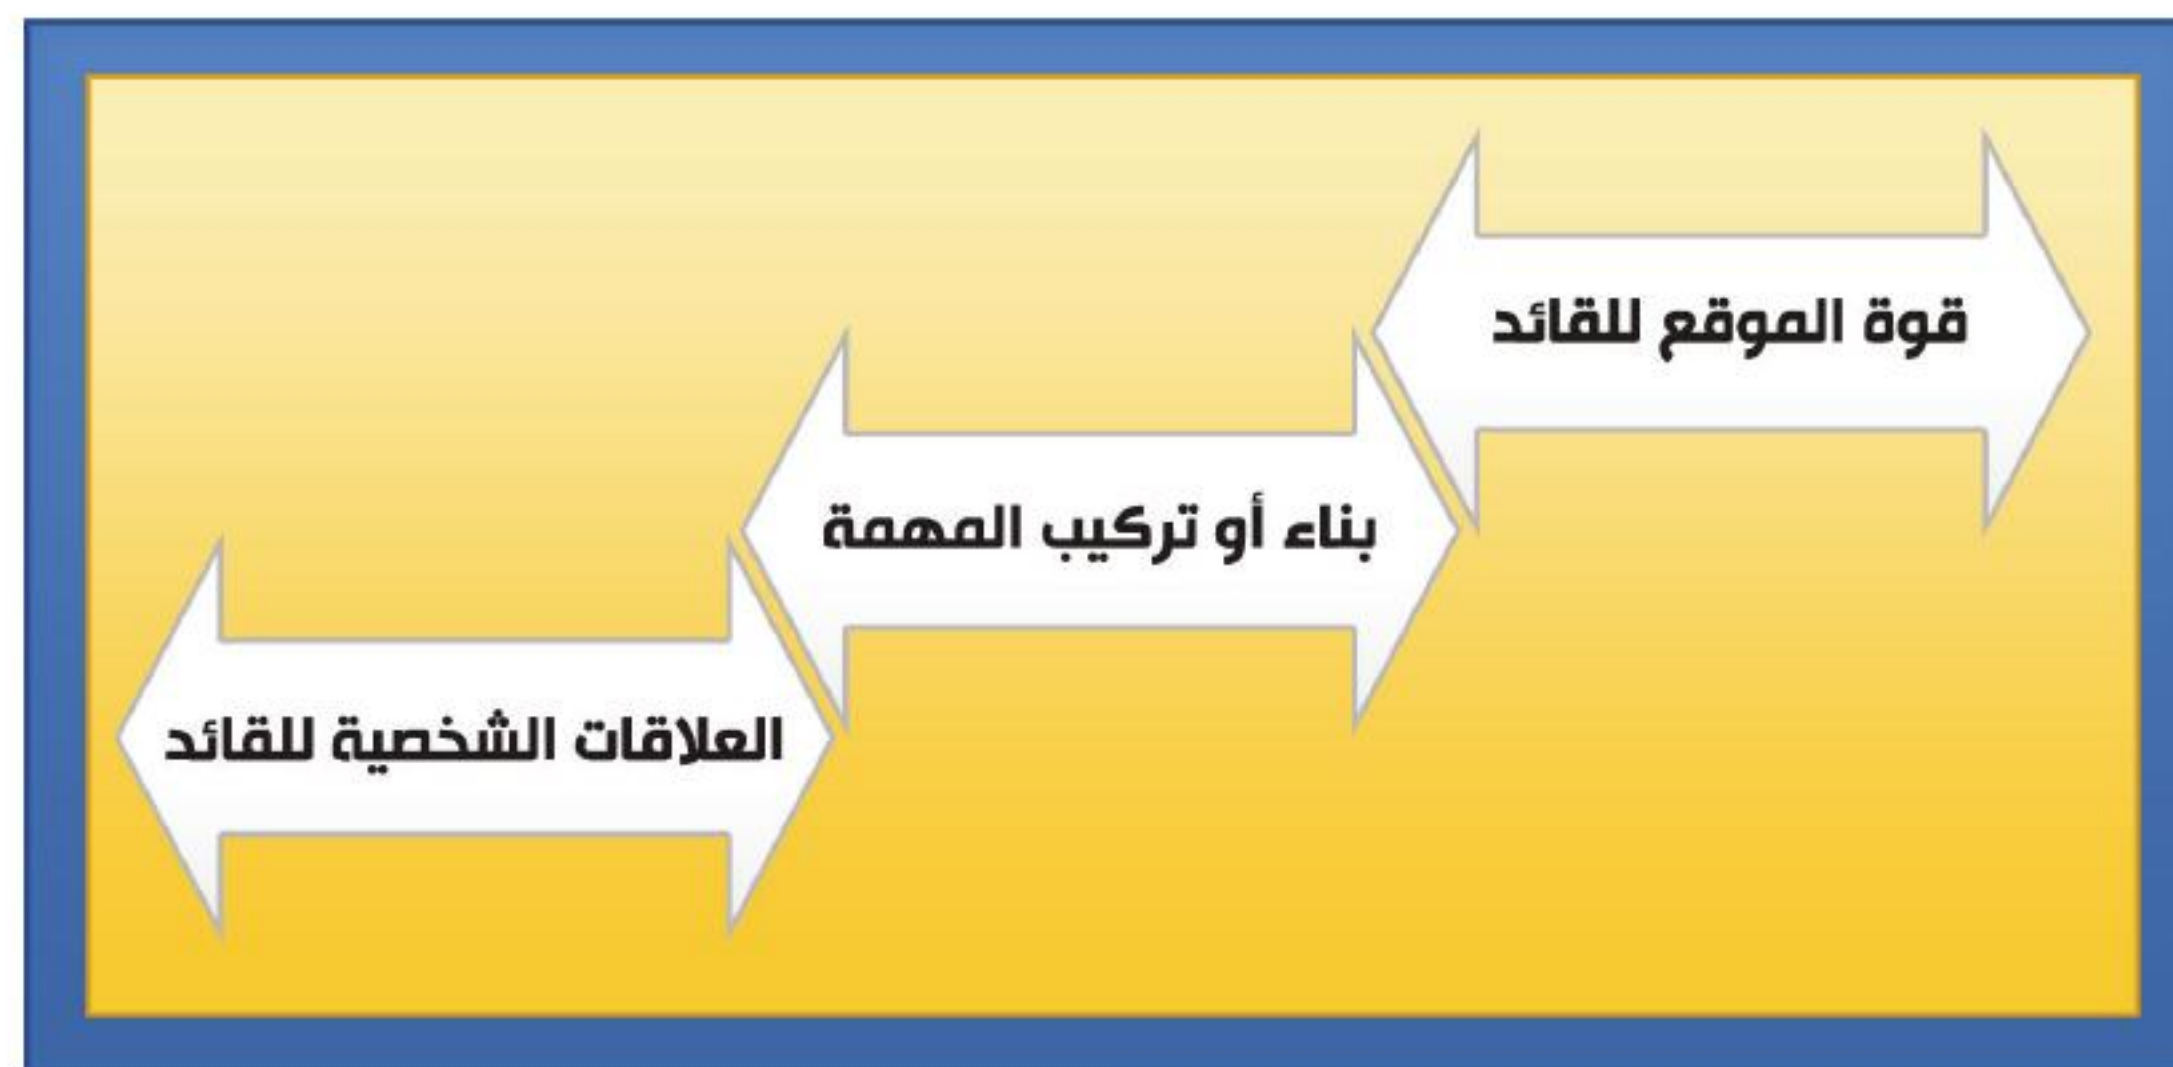 قوة الموقع للقائد
بناء أو تركيب المهمة
العلاقات الشخصية للقائد